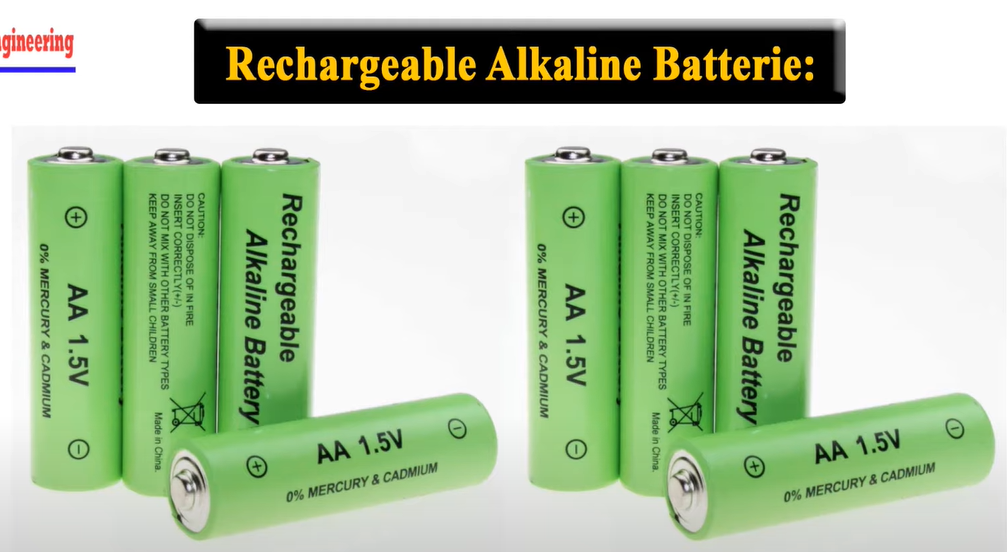 gineering
Rechargeable Alkaline Batterie:
AA 1.5V
0% MERCURY & CADMIUM
CAUTION:
DO NOT DISPOSE OF IN FIRE
INSERT CORRECTLY(+/-)
DO NOT MIX WITH OTHER BATTERY TYPES
KEEP AWAY FROM SMALL CHILDREN
Made in China.
Rechargeable
Alkaline Battery
AA 1.5V
0% MERCURY & CADMIUM
AA 1.5V
0% MERCURY & CADMIUM
CAUTION:
DO NOT DISPOSE OF IN FIRE
INSERT CORRECTLY(+/-)
DO NOT MIX WITH OTHER BATTERY TYPES
KEEP AWAY FROM SMALL CHILDREN
Made in China.
Rechargeable
Alkaline Battery
AA 1.5V
0% MERCURY & CADMIUM